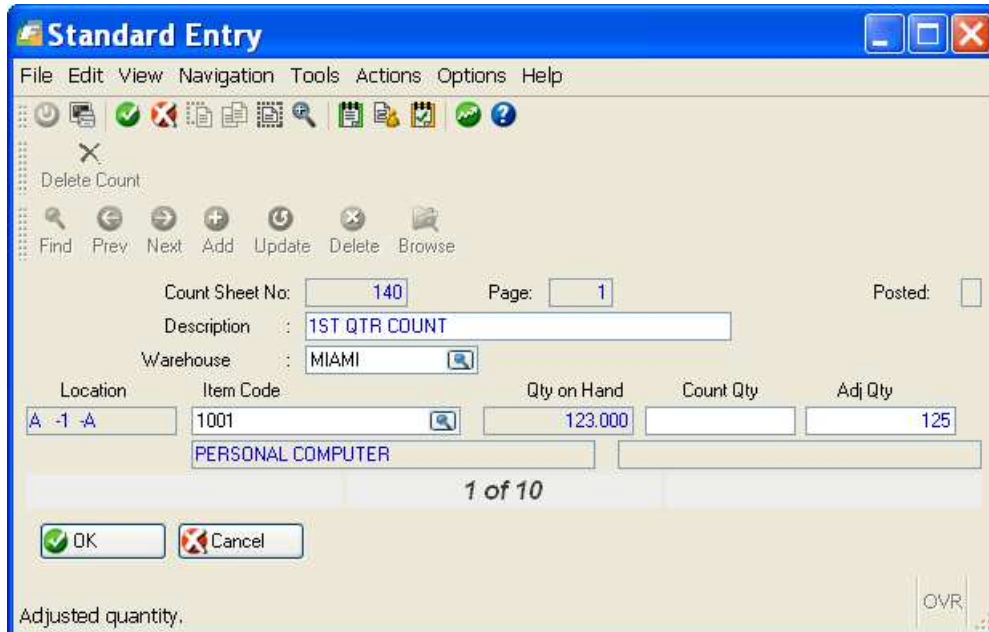 Standard Entry
File Edit View Navigation Tools Actions Options Help
Delete Count
Find Prev Next Add Update Delete Browse
Count Sheet No: 140 Page: 1 Posted:
Description : 1ST QTR COUNT
Warehouse : MIAMI
Location Item Code Qty on Hand Count Qty Adj Qty
A -1 -A 1001 123.000 125
PERSONAL COMPUTER
1 of 10
OK Cancel
OVR
Adjusted quantity.